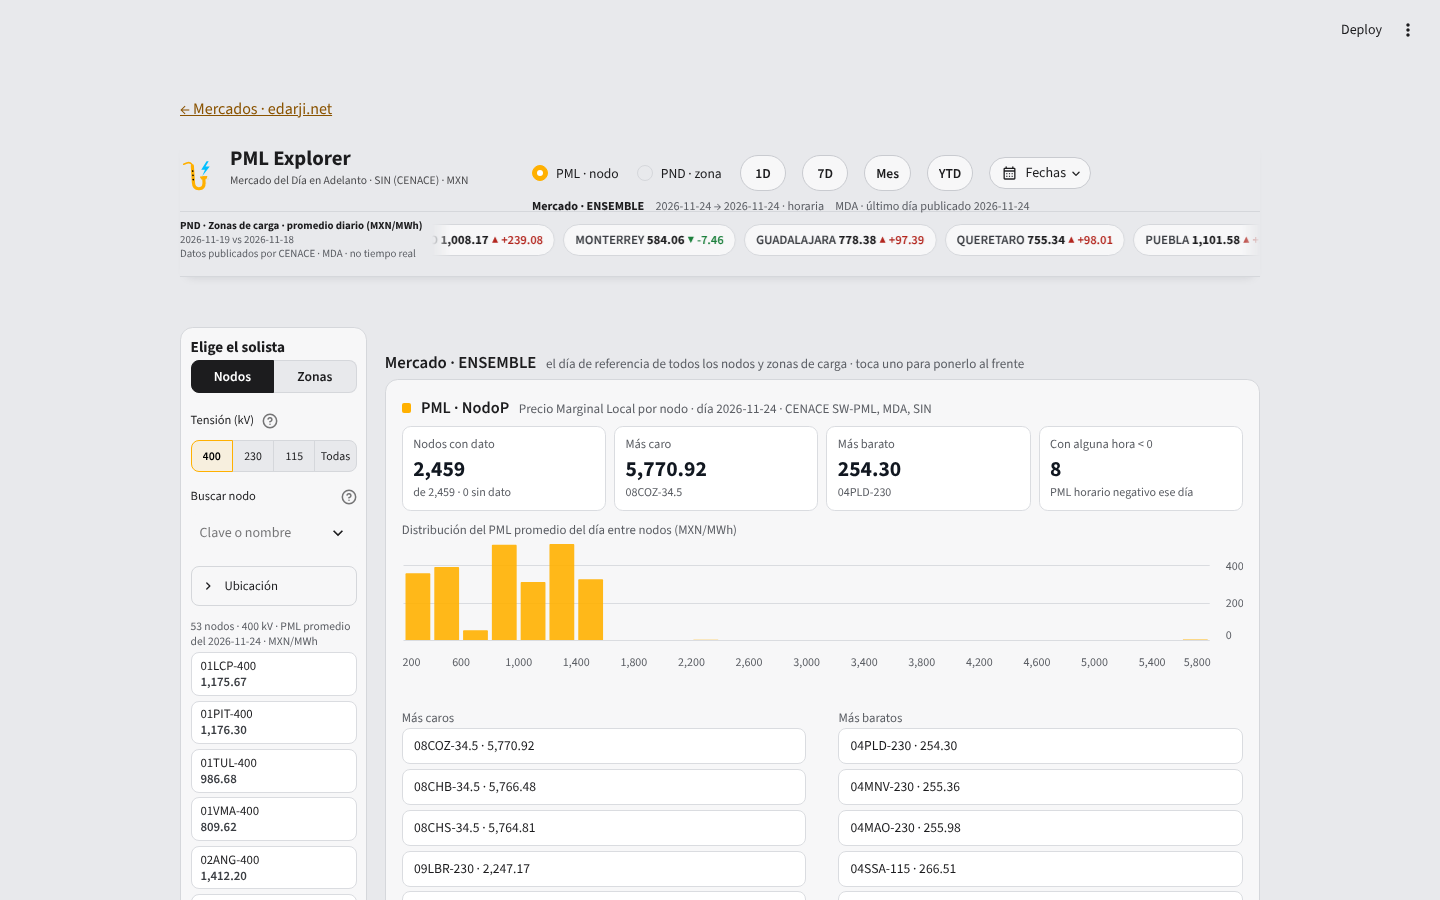 Deploy
← Mercados · edarji.net
PML Explorer
Mercado del Día en Adelanto · SIN (CENACE) · MXN
PML · nodo
PND · zona
1D
7D
Mes
YTD
Fechas
Mercado · ENSEMBLE 2026-11-24 → 2026-11-24 · horaria MDA · último día publicado 2026-11-24
PND · Zonas de carga · promedio diario (MXN/MWh)
2026-11-19 vs 2026-11-18
Datos publicados por CENACE · MDA · no tiempo real
1,008.17 ▲ +239.08
MONTERREY 584.06 ▼ -7.46
GUADALAJARA 778.38 ▲ +97.39
QUERETARO 755.34 ▲ +98.01
PUEBLA 1,101.58 ▲
Elige el solista
Nodos
Zonas
Tensión (kV)
400
230
115
Todas
Buscar nodo
Clave o nombre
Ubicación
53 nodos · 400 kV · PML promedio
del 2026-11-24 · MXN/MWh
01LCP-400
1,175.67
01PIT-400
1,176.30
01TUL-400
986.68
01VMA-400
809.62
02ANG-400
1,412.20
Mercado · ENSEMBLE el día de referencia de todos los nodos y zonas de carga · toca uno para ponerlo al frente
PML · NodoP Precio Marginal Local por nodo · día 2026-11-24 · CENACE SW-PML, MDA, SIN
Nodos con dato
2,459
de 2,459 · 0 sin dato
Más caro
5,770.92
08COZ-34.5
Más barato
254.30
04PLD-230
Con alguna hora < 0
8
PML horario negativo ese día
Distribución del PML promedio del día entre nodos (MXN/MWh)
400
200
0
200 600 1,000 1,400 1,800 2,200 2,600 3,000 3,400 3,800 4,200 4,600 5,000 5,400 5,800
Más caros
08COZ-34.5 · 5,770.92
08CHB-34.5 · 5,766.48
08CHS-34.5 · 5,764.81
09LBR-230 · 2,247.17
Más baratos
04PLD-230 · 254.30
04MNV-230 · 255.36
04MAO-230 · 255.98
04SSA-115 · 266.51